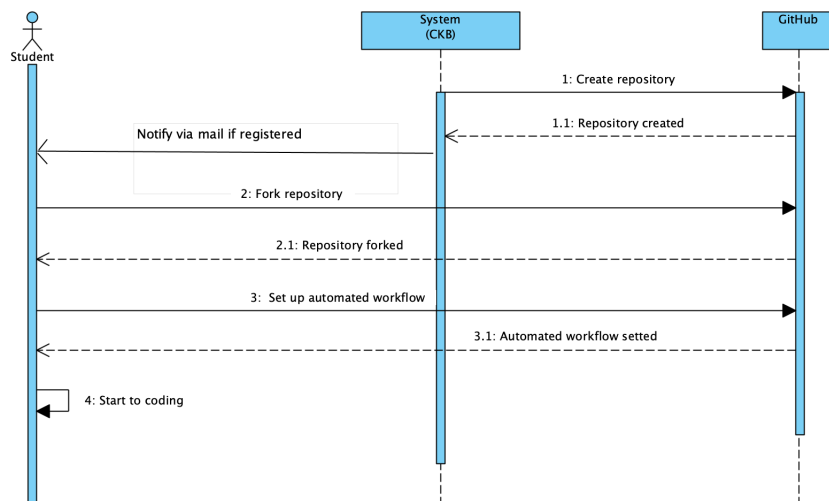 Student
System
(CKB)
GitHub
1: Create repository
1.1: Repository created
Notify via mail if registered
2: Fork repository
2.1: Repository forked
3: Set up automated workflow
3.1: Automated workflow setted
4: Start to coding